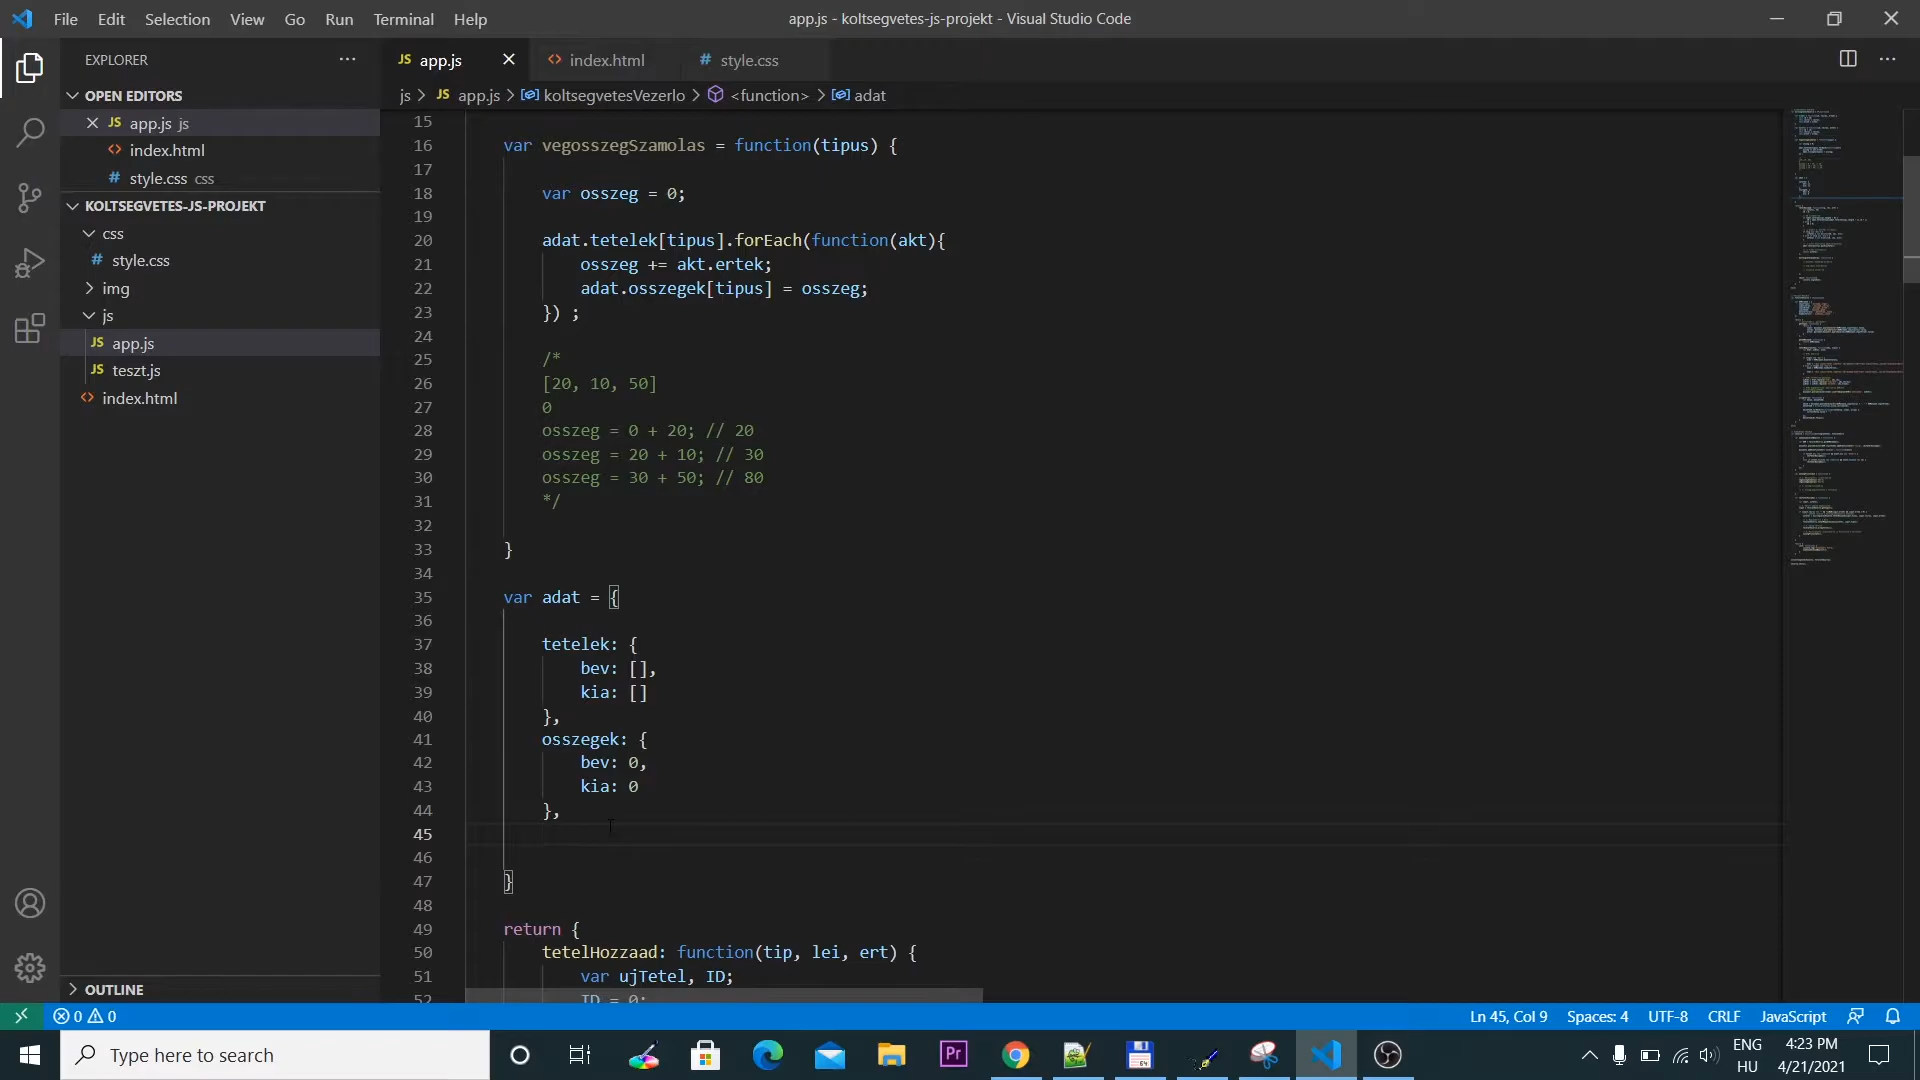 File Edit Selection View Go Run Terminal Help
app.js - koltsegvetes-js-projekt - Visual Studio Code
EXPLORER
OPEN EDITORS
JS app.js js
<> index.html
# style.css css
KOLTSEGVETES-JS-PROJEKT
css
# style.css
img
js
JS app.js
JS teszt.js
<> index.html
OUTLINE
JS app.js
<> index.html
# style.css
js > JS app.js > koltsegvetesVezerlo > <function> > adat
15
16 var vegosszegSzamolas = function(tipus) {
17
18 var osszeg = 0;
19
20 adat.tetelek[tipus].forEach(function(akt){
21 osszeg += akt.ertek;
22 adat.osszegek[tipus] = osszeg;
23 }) ;
24
25 /*
26 [20, 10, 50]
27 0
28 osszeg = 0 + 20; // 20
29 osszeg = 20 + 10; // 30
30 osszeg = 30 + 50; // 80
31 */
32
33 }
34
35 var adat = {
36
37 tetelek: {
38 bev: [],
39 kia: []
40 },
41 osszegek: {
42 bev: 0,
43 kia: 0
44 },
45
46
47 }
48
49 return {
50 tetelHozzaad: function(tip, lei, ert) {
51 var ujTetel, ID;
52 ID = 0;
0 0
Ln 45, Col 9 Spaces: 4 UTF-8 CRLF JavaScript
Type here to search
Pr
64
ENG
HU
4:23 PM
4/21/2021